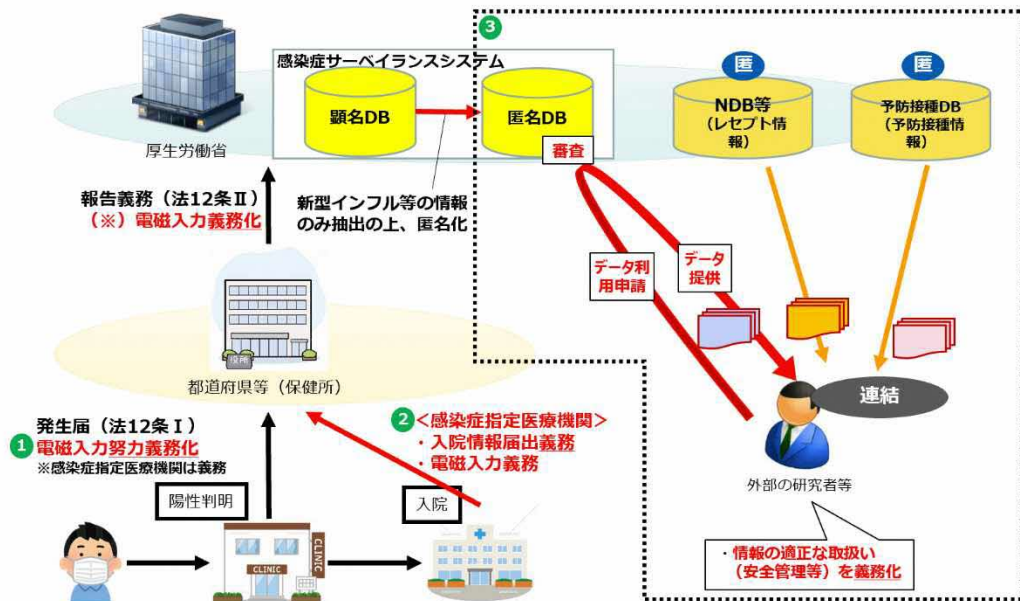 3
感染症サーベイランスシステム
顕名DB
匿名DB
審査
匿
NDB等
(レセプト情
報)
匿
予防接種DB
(予防接種情
報)
厚生労働省
報告義務(法12条Ⅱ)
(※)電磁入力義務化
新型インフル等の情報
のみ抽出の上、匿名化
データ利
用申請
データ
提供
役所
都道府県等(保健所)
連結
外部の研究者等
・情報の適正な取扱い
(安全管理等)を義務化
発生届(法12条Ⅰ)
1 電磁入力努力義務化
※感染症指定医療機関は義務
2 <感染症指定医療機関>
・入院情報届出義務
・電磁入力義務
陽性判明
入院
CLINIC
CLINIC